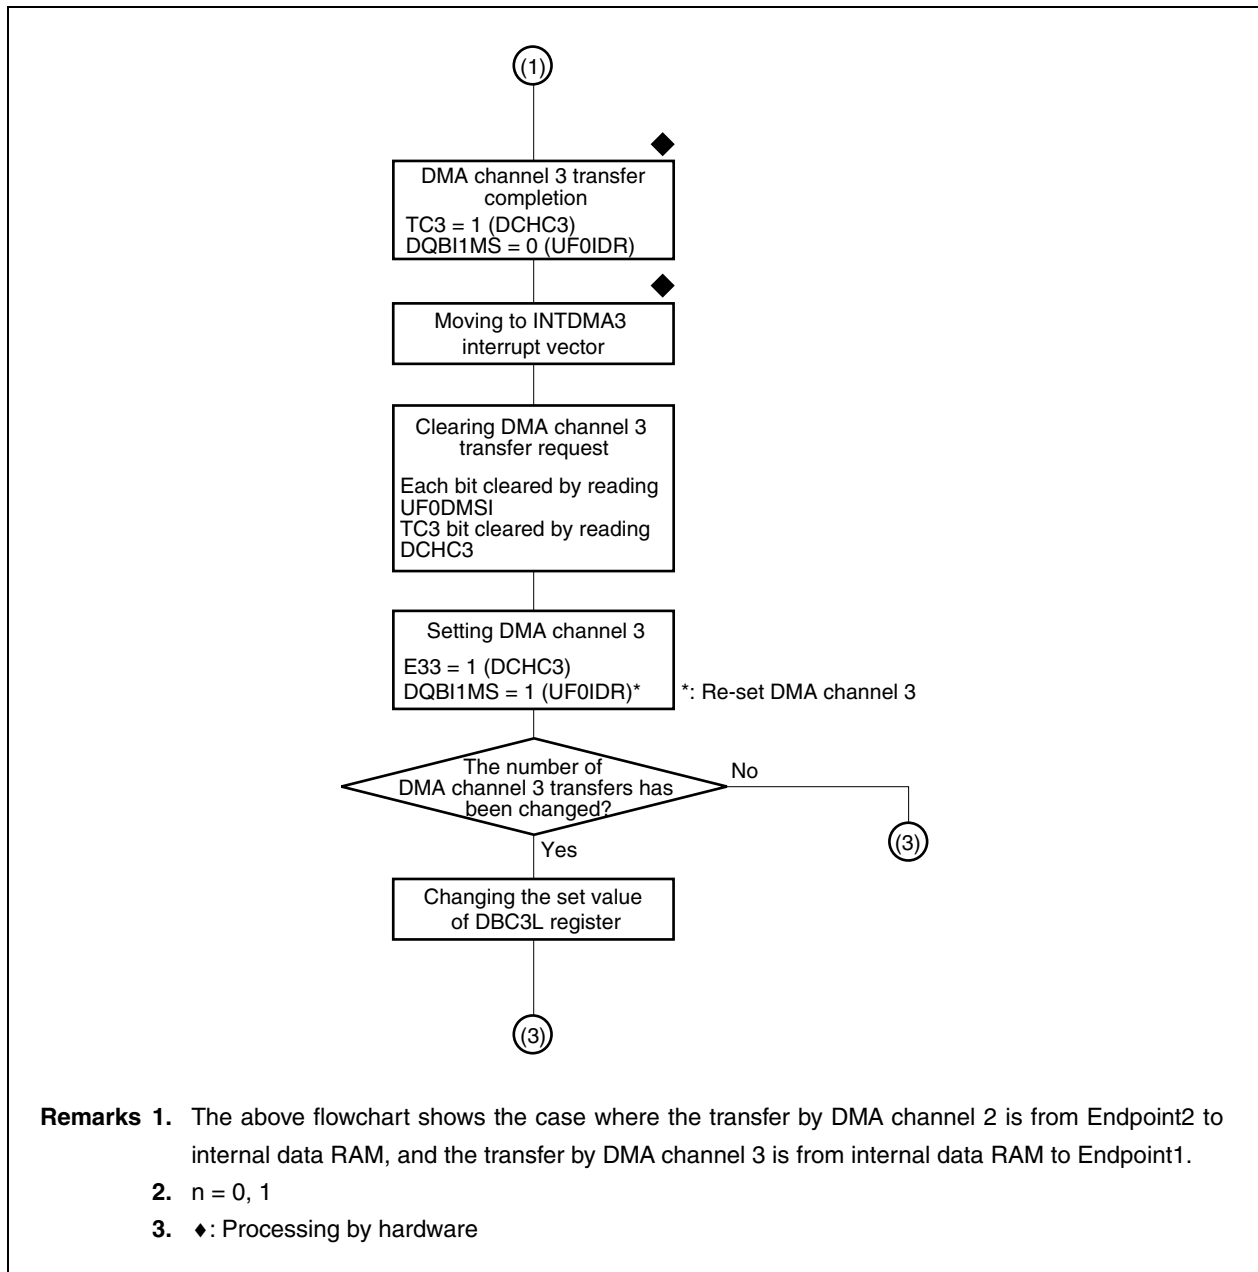 (1)
◆
DMA channel 3 transfer
completion
TC3 = 1 (DCHC3)
DQBI1MS = 0 (UF0IDR)
◆
Moving to INTDMA3
interrupt vector
Clearing DMA channel 3
transfer request
Each bit cleared by reading
UF0DMSI
TC3 bit cleared by reading
DCHC3
Setting DMA channel 3
E33 = 1 (DCHC3)
DQBI1MS = 1 (UF0IDR)* *: Re-set DMA channel 3
The number of
DMA channel 3 transfers has
been changed?
No
(3)
Yes
Changing the set value
of DBC3L register
(3)
Remarks 1. The above flowchart shows the case where the transfer by DMA channel 2 is from Endpoint2 to
internal data RAM, and the transfer by DMA channel 3 is from internal data RAM to Endpoint1.
2. n = 0, 1
3. ♦: Processing by hardware